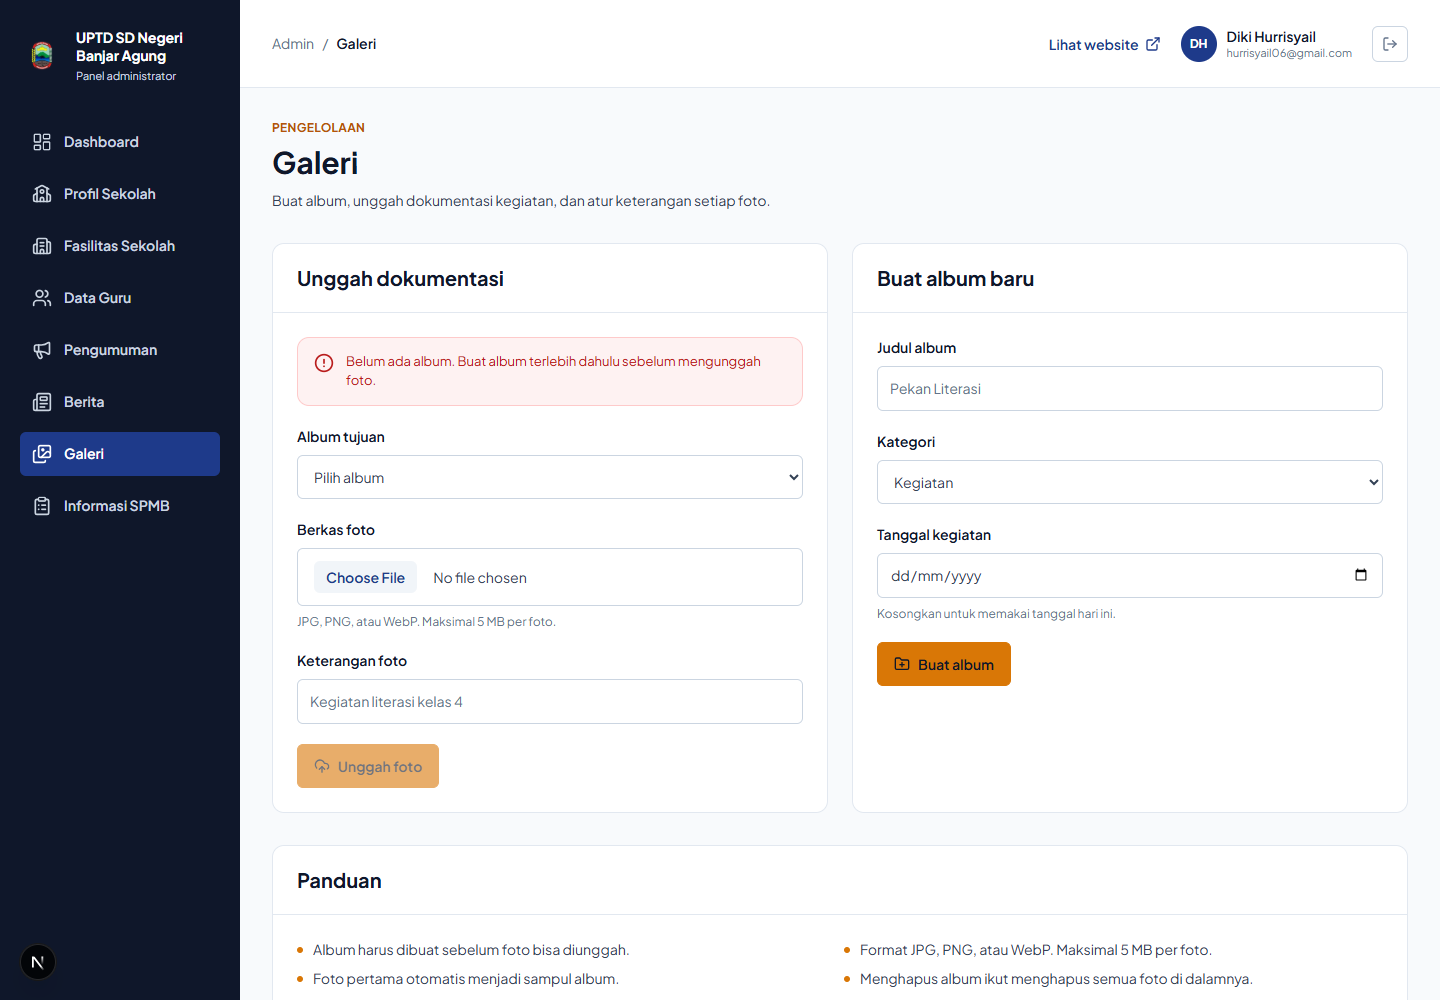 UPTD SD Negeri
Banjar Agung
Panel administrator
Dashboard
Profil Sekolah
Fasilitas Sekolah
Data Guru
Pengumuman
Berita
Galeri
Informasi SPMB
N
Admin / Galeri
Lihat website
DH
Diki Hurrisyail
hurrisyail06@gmail.com
PENGELOLAAN
Galeri
Buat album, unggah dokumentasi kegiatan, dan atur keterangan setiap foto.
Unggah dokumentasi
Belum ada album. Buat album terlebih dahulu sebelum mengunggah
foto.
Album tujuan
Pilih album
Berkas foto
Choose File No file chosen
JPG, PNG, atau WebP. Maksimal 5 MB per foto.
Keterangan foto
Kegiatan literasi kelas 4
Unggah foto
Buat album baru
Judul album
Pekan Literasi
Kategori
Kegiatan
Tanggal kegiatan
dd/mm/yyyy
Kosongkan untuk memakai tanggal hari ini.
Buat album
Panduan
Album harus dibuat sebelum foto bisa diunggah.
Foto pertama otomatis menjadi sampul album.
Format JPG, PNG, atau WebP. Maksimal 5 MB per foto.
Menghapus album ikut menghapus semua foto di dalamnya.